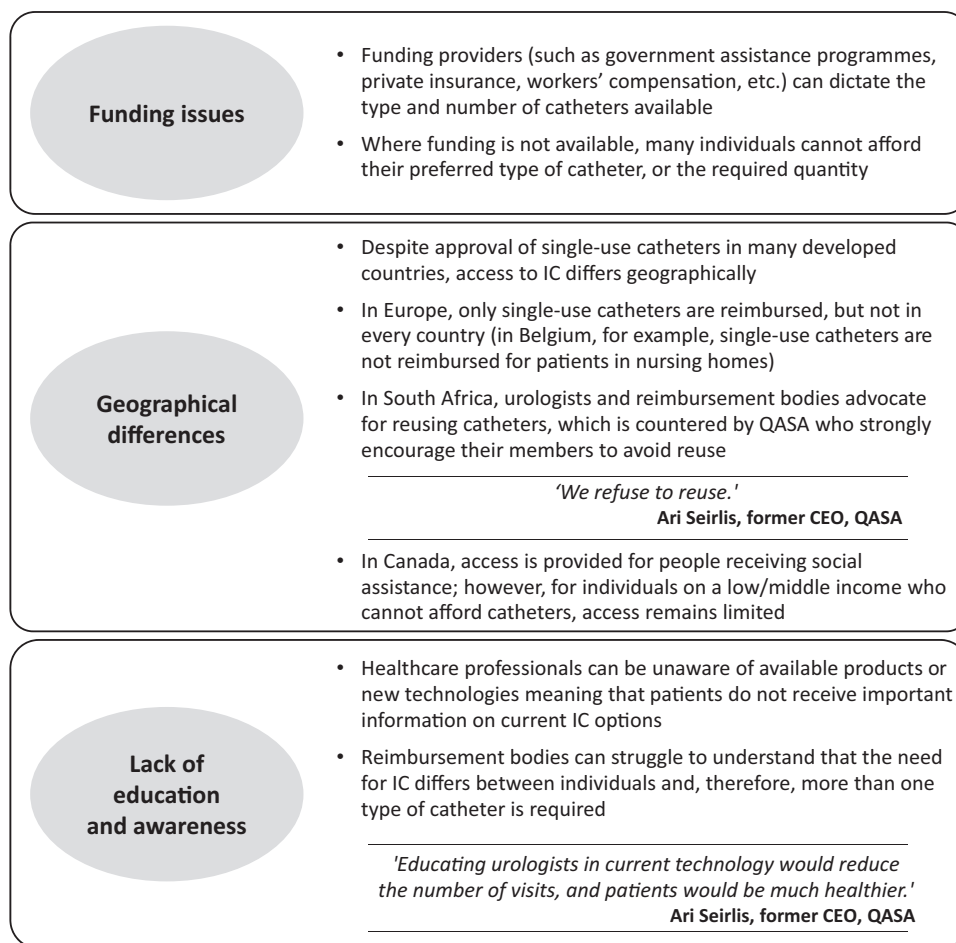 Funding issues
• Funding providers (such as government assistance programmes,
private insurance, workers’ compensation, etc.) can dictate the
type and number of catheters available
• Where funding is not available, many individuals cannot afford
their preferred type of catheter, or the required quantity
Geographical
differences
• Despite approval of single-use catheters in many developed
countries, access to IC differs geographically
• In Europe, only single-use catheters are reimbursed, but not in
every country (in Belgium, for example, single-use catheters are
not reimbursed for patients in nursing homes)
• In South Africa, urologists and reimbursement bodies advocate
for reusing catheters, which is countered by QASA who strongly
encourage their members to avoid reuse
‘We refuse to reuse.'
Ari Seirlis, former CEO, QASA
• In Canada, access is provided for people receiving social
assistance; however, for individuals on a low/middle income who
cannot afford catheters, access remains limited
Lack of
education
and awareness
• Healthcare professionals can be unaware of available products or
new technologies meaning that patients do not receive important
information on current IC options
• Reimbursement bodies can struggle to understand that the need
for IC differs between individuals and, therefore, more than one
type of catheter is required
'Educating urologists in current technology would reduce
the number of visits, and patients would be much healthier.'
Ari Seirlis, former CEO, QASA